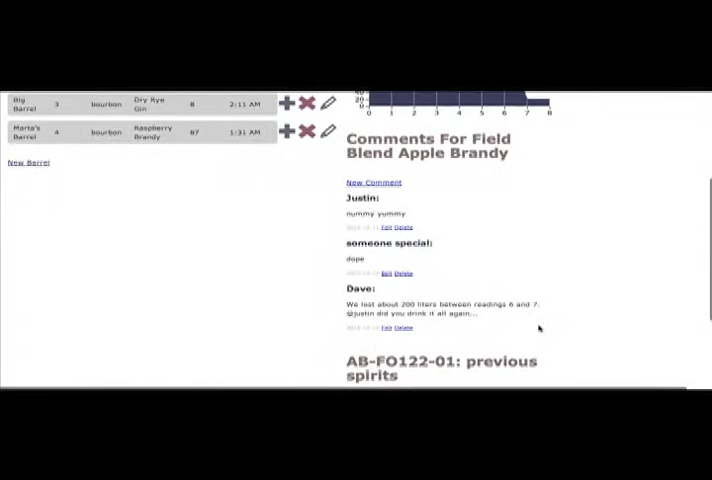 Big Barrel 3 bourbon Dry Rye Gin 8 2:11 AM
Marta's Barrel 4 bourbon Raspberry Brandy 87 1:31 AM
New Barrel
20
0
0 1 2 3 4 5 6 7 8
Comments For Field
Blend Apple Brandy
New Comment
Justin:
nummy yummy
Edit Delete
someone special:
dope
Edit Delete
Dave:
We lost about 200 liters between readings 6 and 7.
@justin did you drink it all again...
Edit Delete
AB-FO122-01: previous
spirits